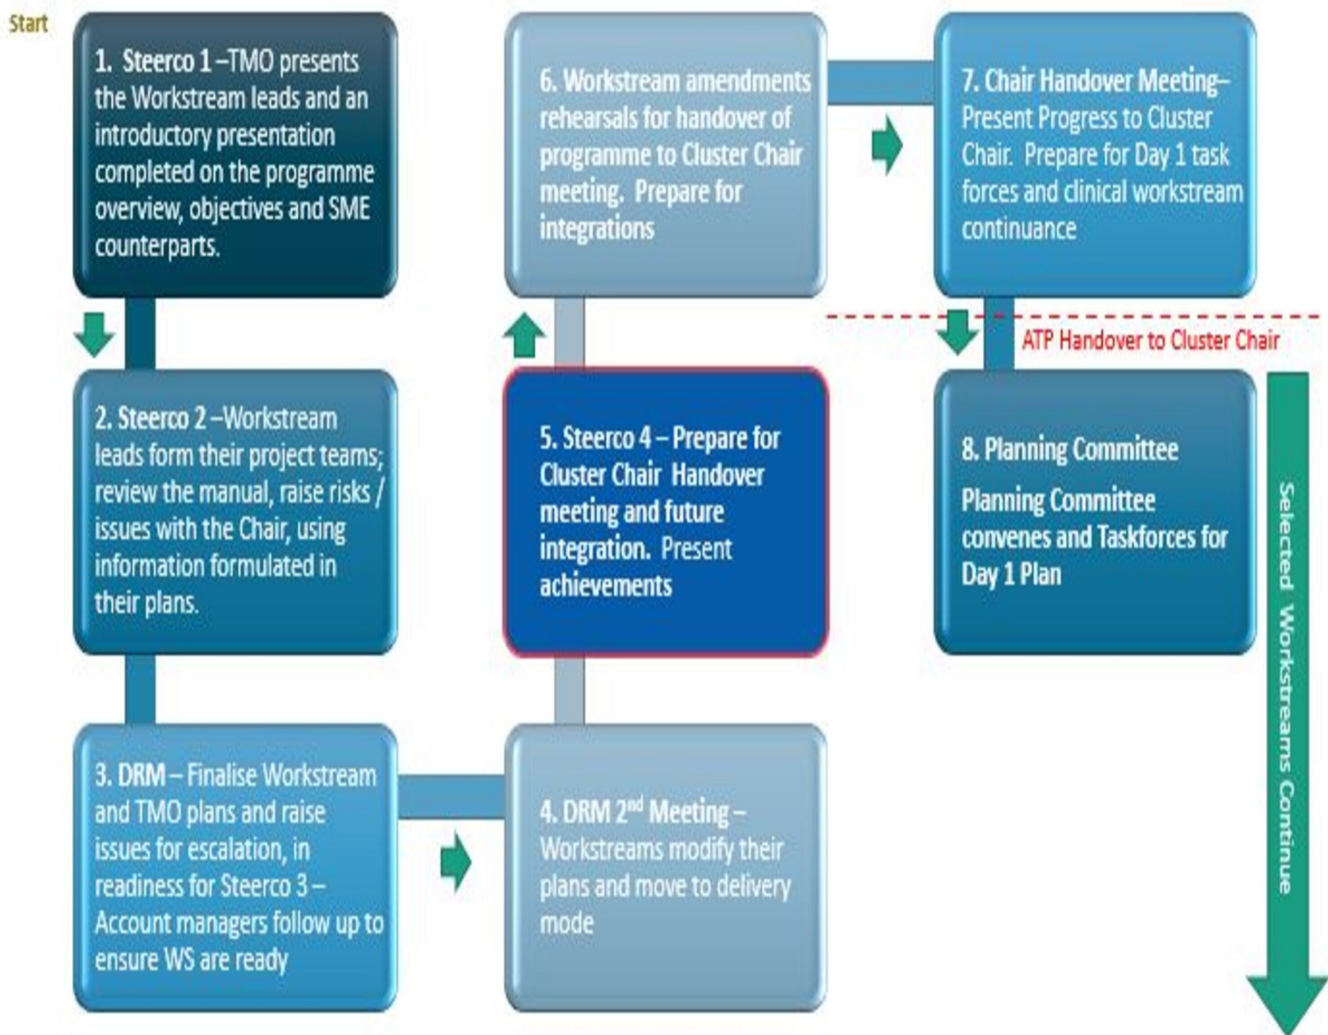 Start
1. Steerco 1 –TMO presents
the Workstream leads and an
introductory presentation
completed on the programme
overview, objectives and SME
counterparts.
2. Steerco 2 –Workstream
leads form their project teams;
review the manual, raise risks /
issues with the Chair, using
information formulated in
their plans.
3. DRM – Finalise Workstream
and TMO plans and raise
issues for escalation, in
readiness for Steerco 3 –
Account managers follow up to
ensure WS are ready
4. DRM 2nd Meeting –
Workstreams modify their
plans and move to delivery
mode
5. Steerco 4 – Prepare for
Cluster Chair Handover
meeting and future
integration. Present
achievements
6. Workstream amendments
rehearsals for handover of
programme to Cluster Chair
meeting. Prepare for
integrations
7. Chair Handover Meeting–
Present Progress to Cluster
Chair. Prepare for Day 1 task
forces and clinical workstream
continuance
ATP Handover to Cluster Chair
8. Planning Committee
Planning Committee
convenes and Taskforces for
Day 1 Plan
Selected Workstreams Continue